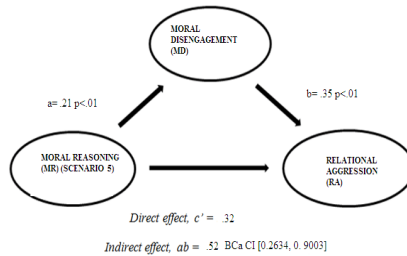 MORAL
DISENGAGEMENT
(MD)
a= .21 p<.01
b= .35 p<.01
MORAL REASONING
(MR) (SCENARIO 5)
RELATIONAL
AGGRESSION
(RA)
Direct effect, c' = .32
Indirect effect, ab = .52 BCa CI [0.2634, 0. 9003]